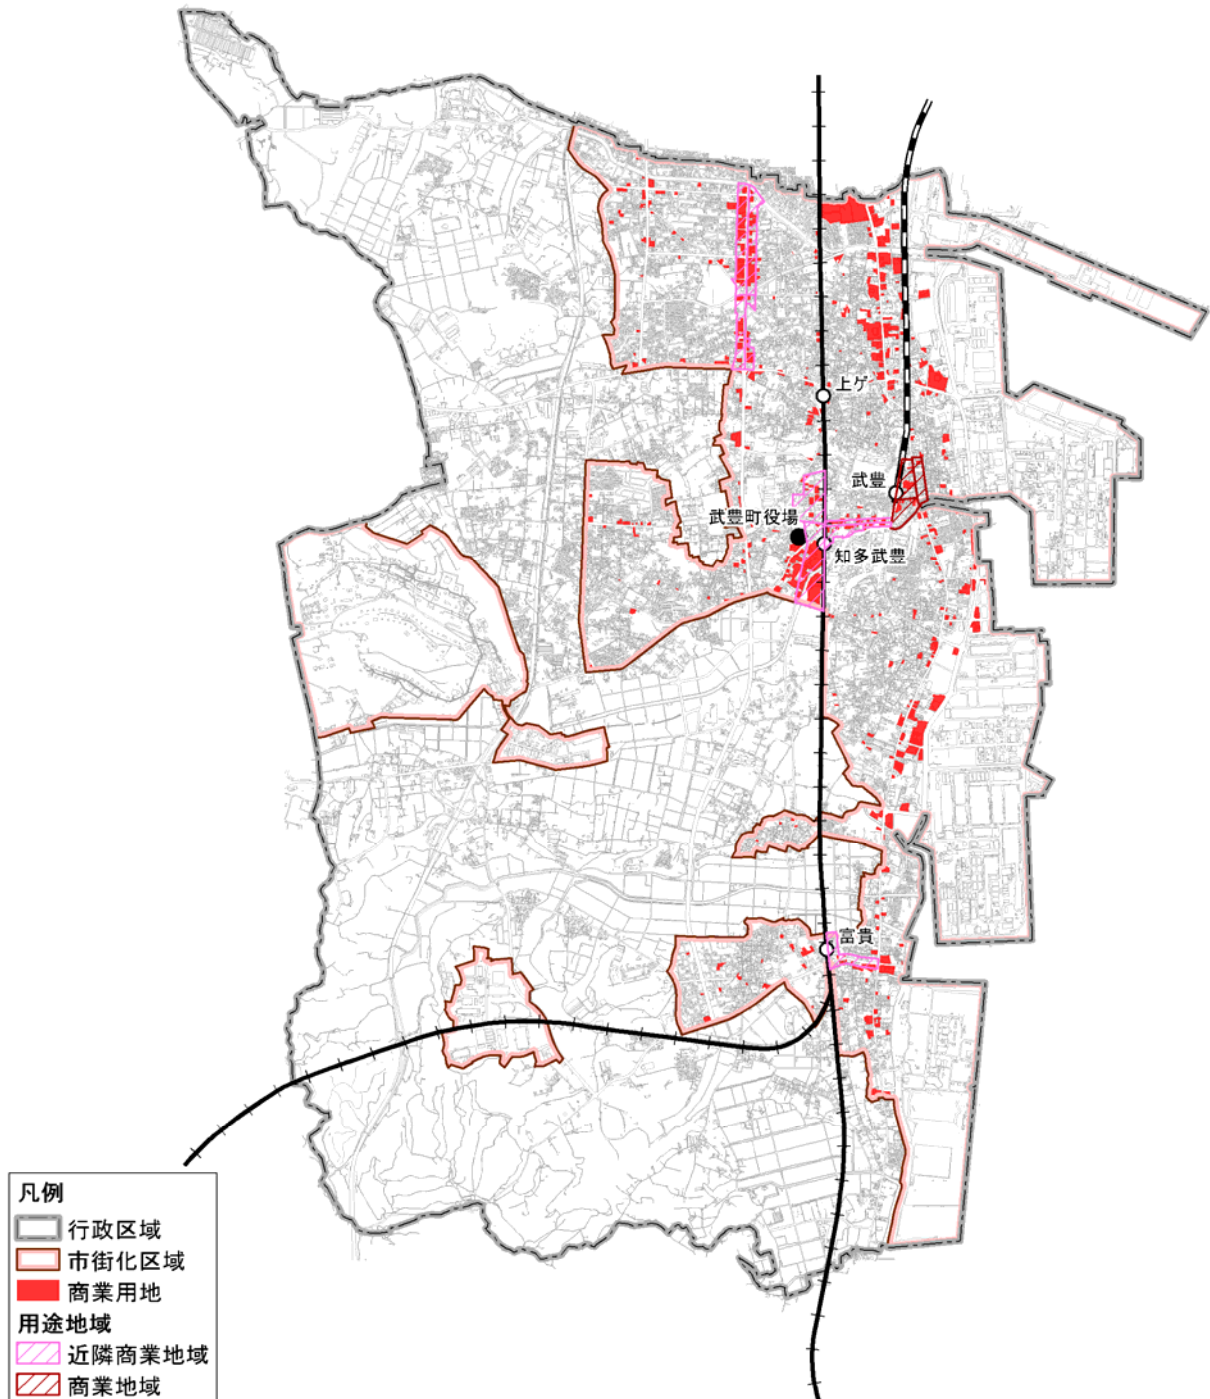 上ゲ
武豊
武豊町役場
知多武豊
富貴
凡例
行政区域
市街化区域
商業用地
用途地域
近隣商業地域
商業地域